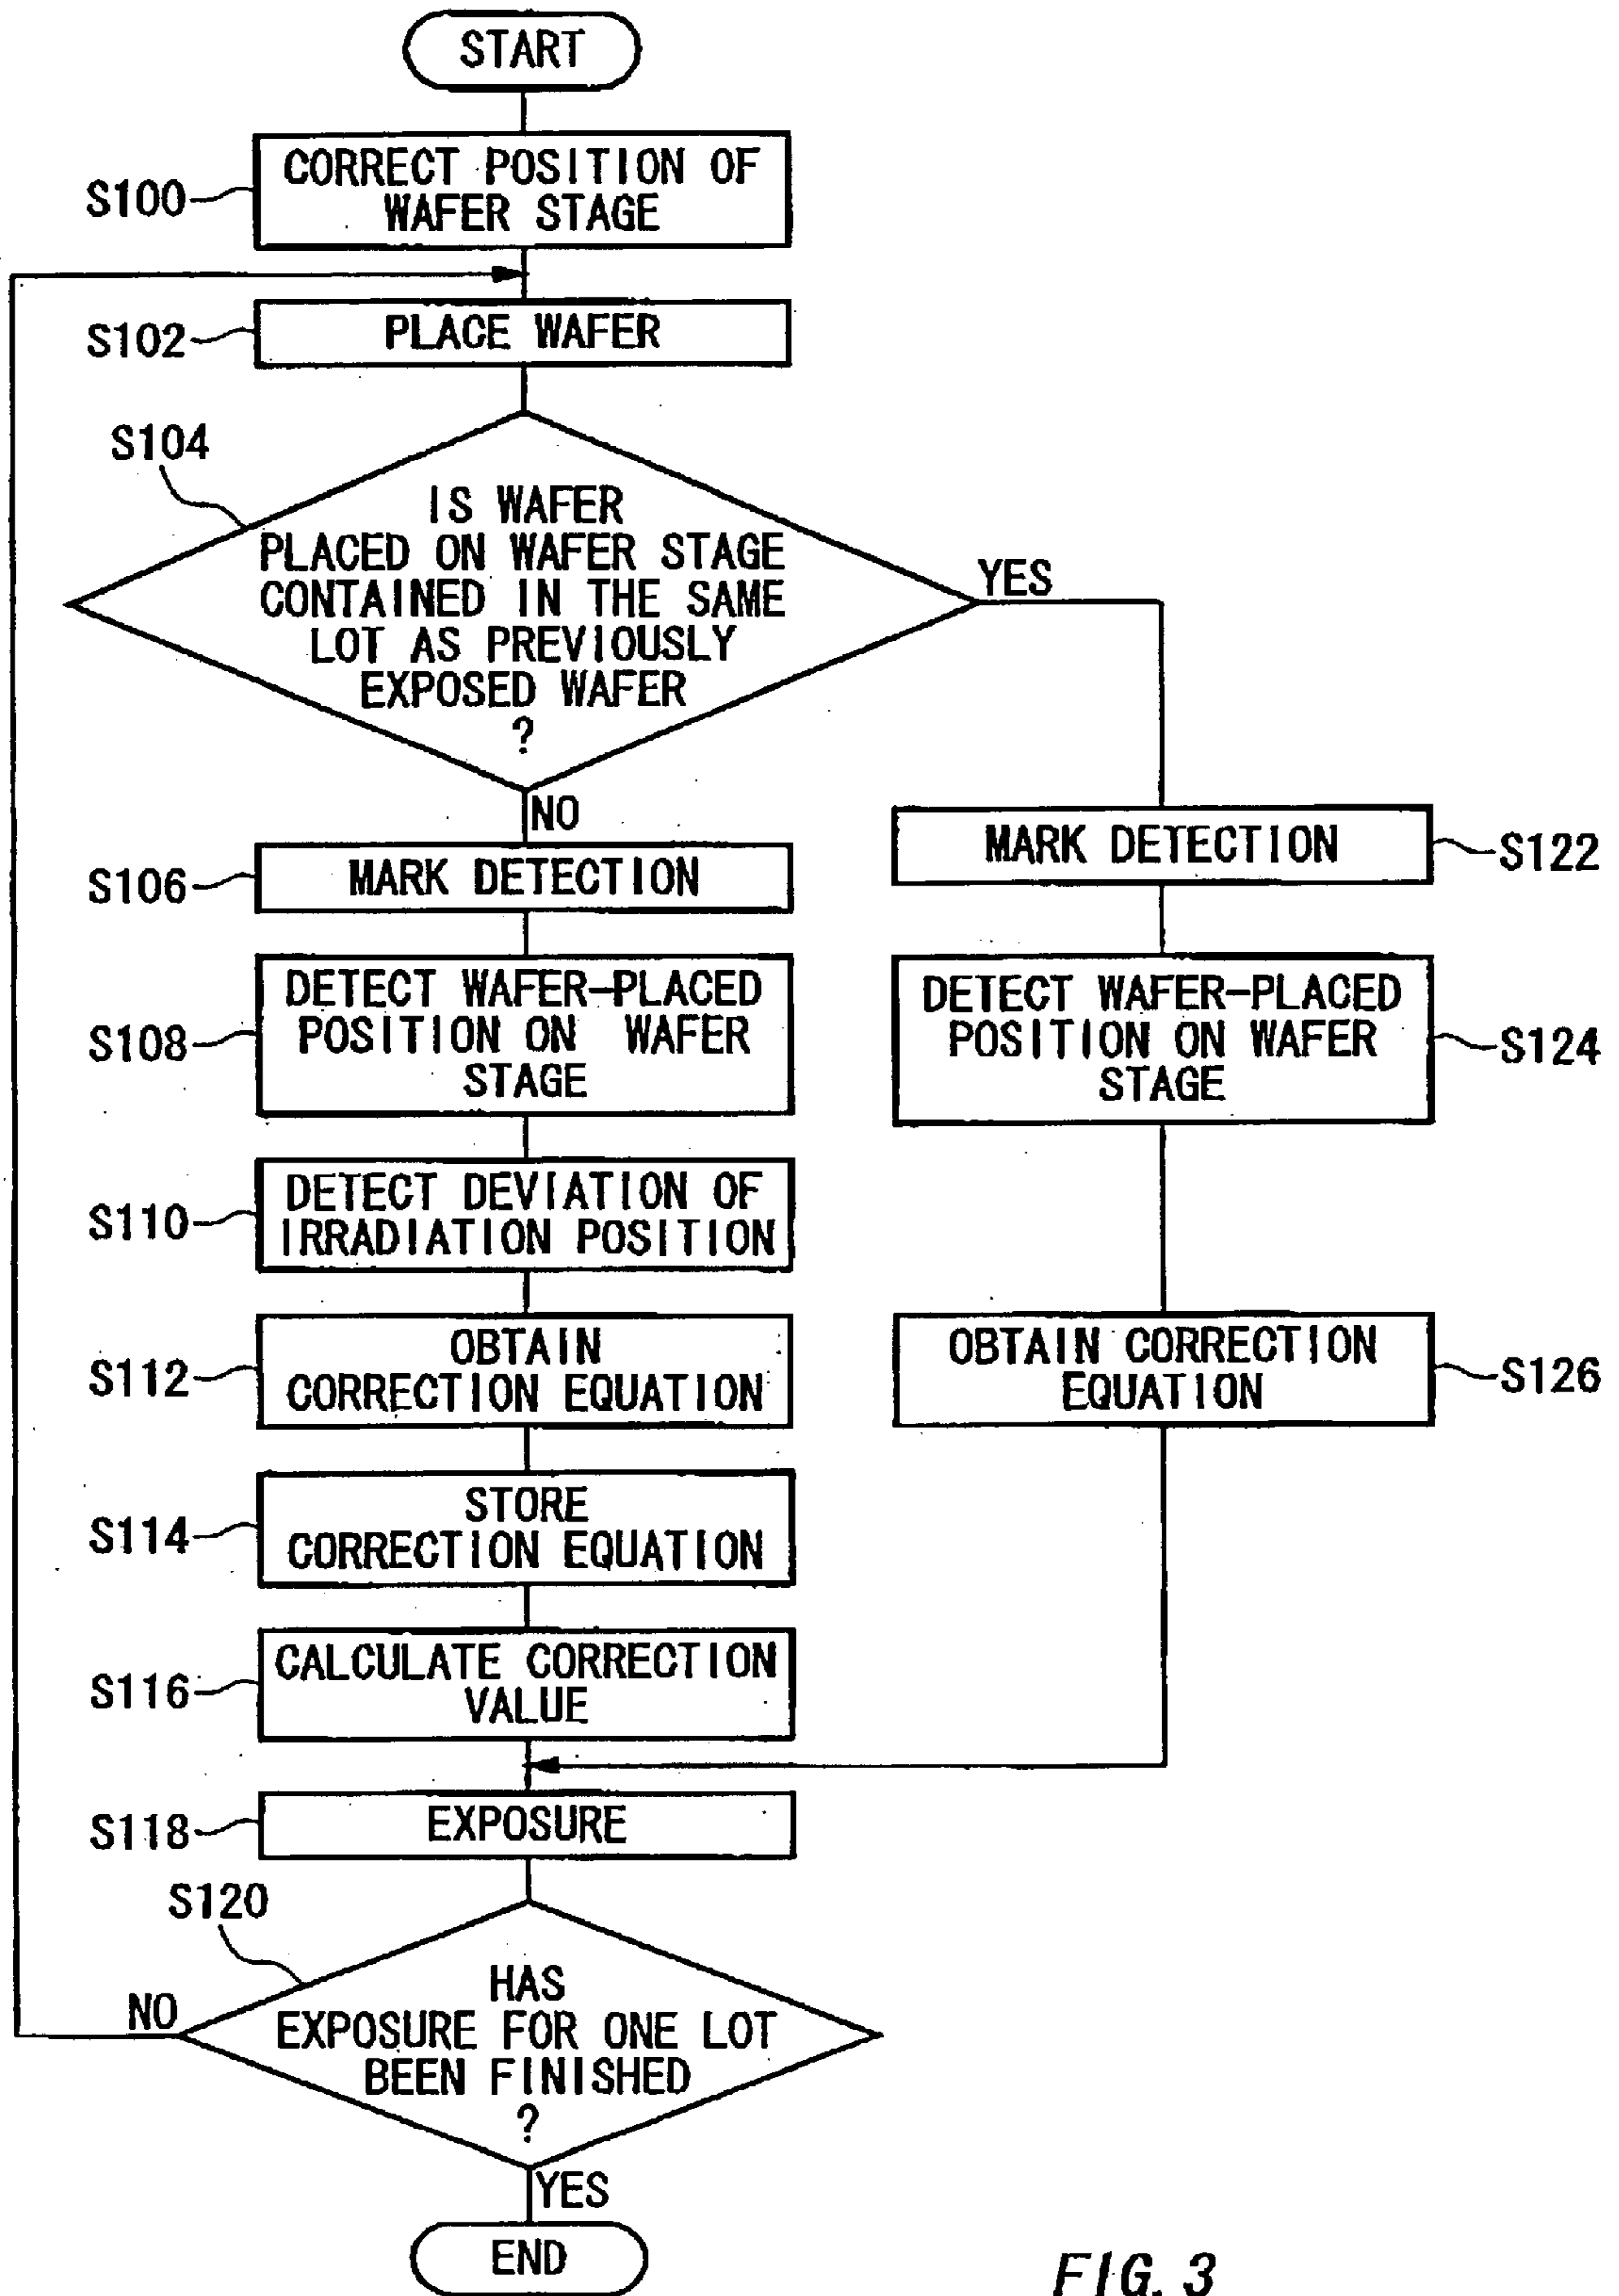 START
S100
CORRECT POSITION OF
WAFER STAGE
S102
PLACE WAFER
S104
IS WAFER
PLACED ON WAFER STAGE
CONTAINED IN THE SAME
LOT AS PREVIOUSLY
EXPOSED WAFER
?
YES
NO
S106
MARK DETECTION
MARK DETECTION
S122
S108
DETECT WAFER-PLACED
POSITION ON WAFER
STAGE
DETECT WAFER-PLACED
POSITION ON WAFER
STAGE
S124
S110
DETECT DEVIATION OF
IRRADIATION POSITION
S112
OBTAIN
CORRECTION EQUATION
OBTAIN CORRECTION
EQUATION
S126
S114
STORE
CORRECTION EQUATION
S116
CALCULATE CORRECTION
VALUE
S118
EXPOSURE
S120
HAS
EXPOSURE FOR ONE LOT
BEEN FINISHED
?
NO
YES
END
FIG. 3